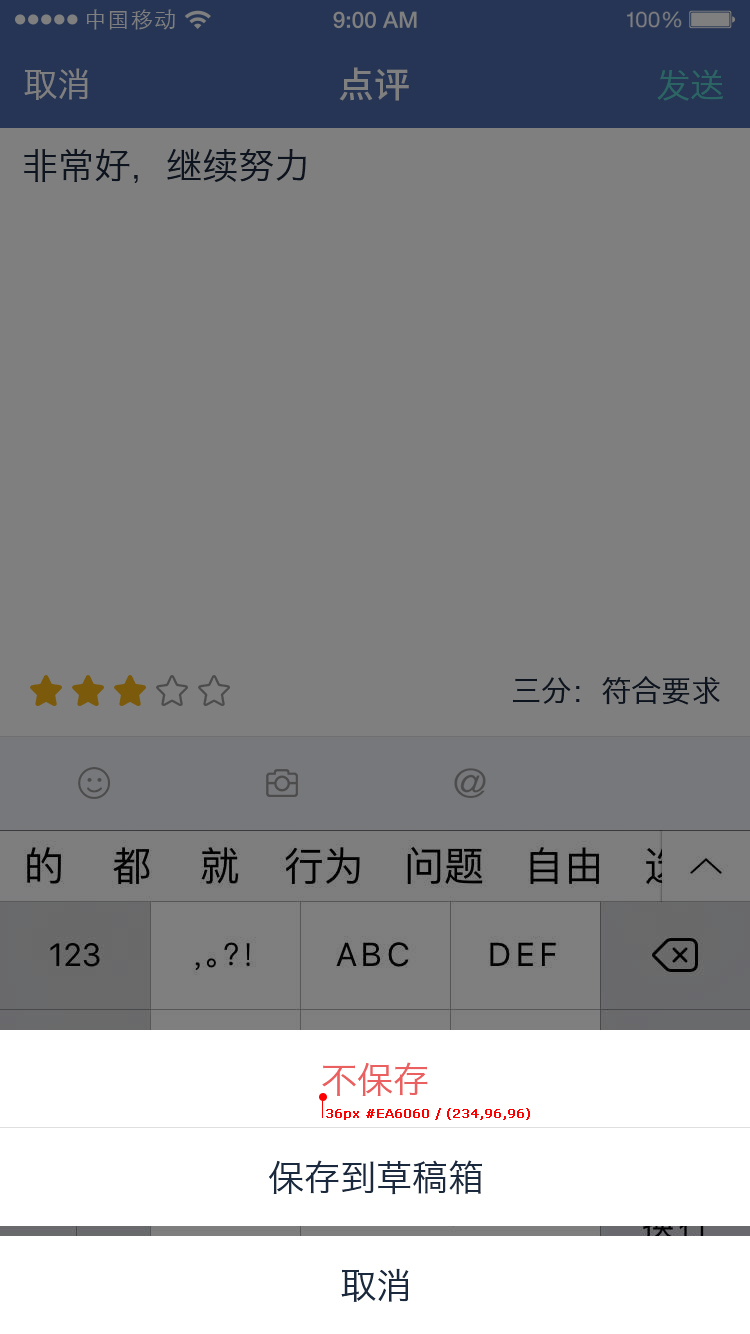 中国移动 9:00 AM 100%
取消 点评 发送
非常好，继续努力
三分：符合要求
@
的 都 就 行为 问题 自由
123 ,。?! ABC DEF
不保存
36px #EA6060 / (234,96,96)
保存到草稿箱
取消